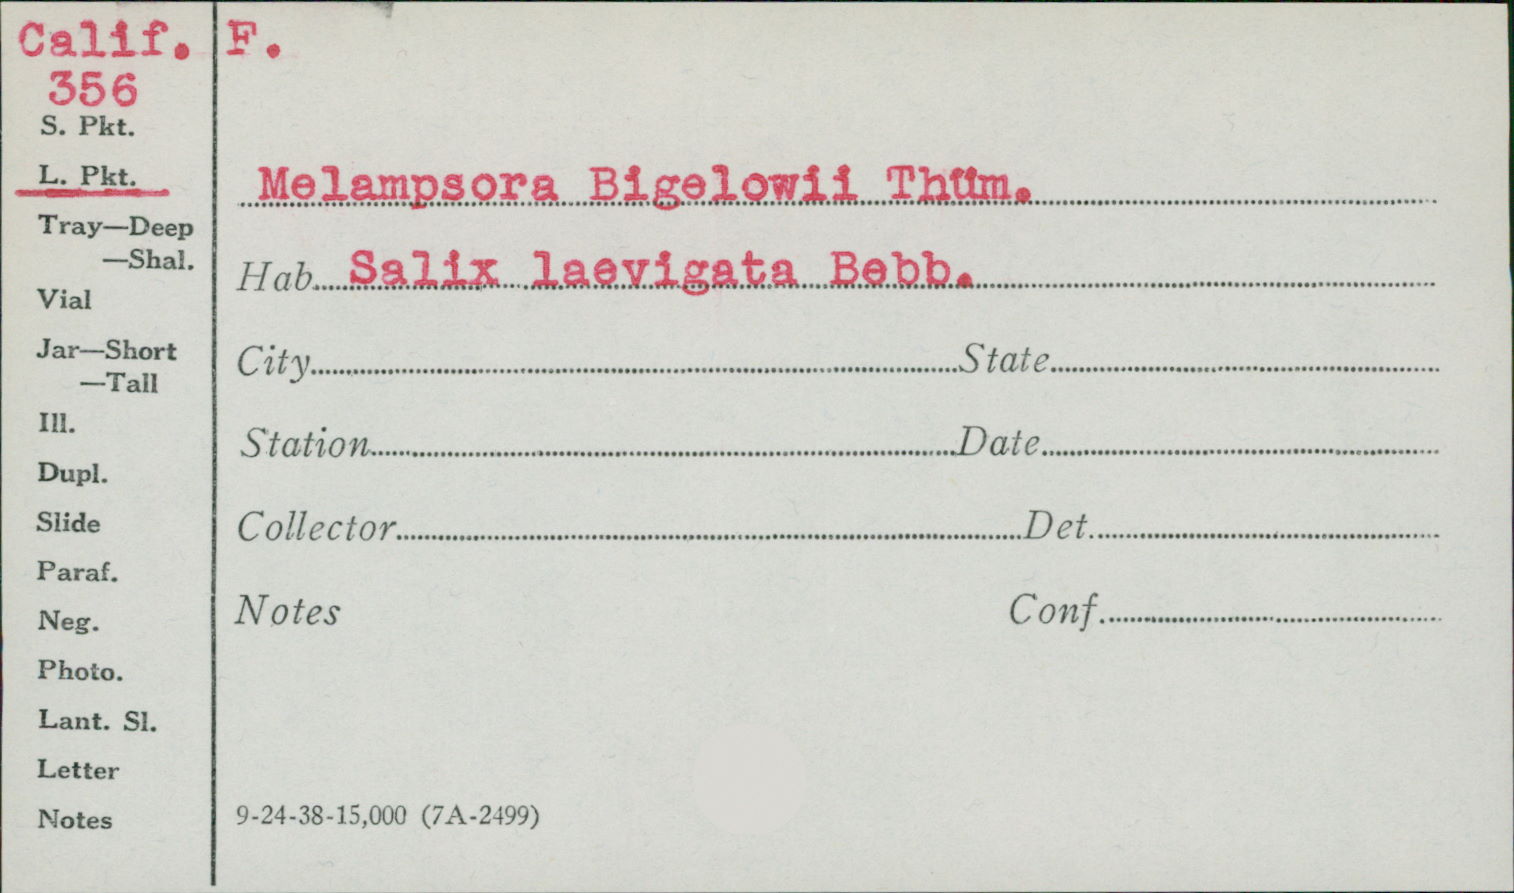 Calif. F.
356
S. Pkt.
L. Pkt.
Melampsora Bigelowii Thüm.
Tray—Deep
—Shal.
Hab. Salix laevigata Bebb.
Vial
Jar—Short
—Tall
City State
Ill.
Station Date
Dupl.
Slide
Collector Det.
Paraf.
Neg.
Notes Conf.
Photo.
Lant. Sl.
Letter
Notes
9-24-38-15,000 (7A-2499)